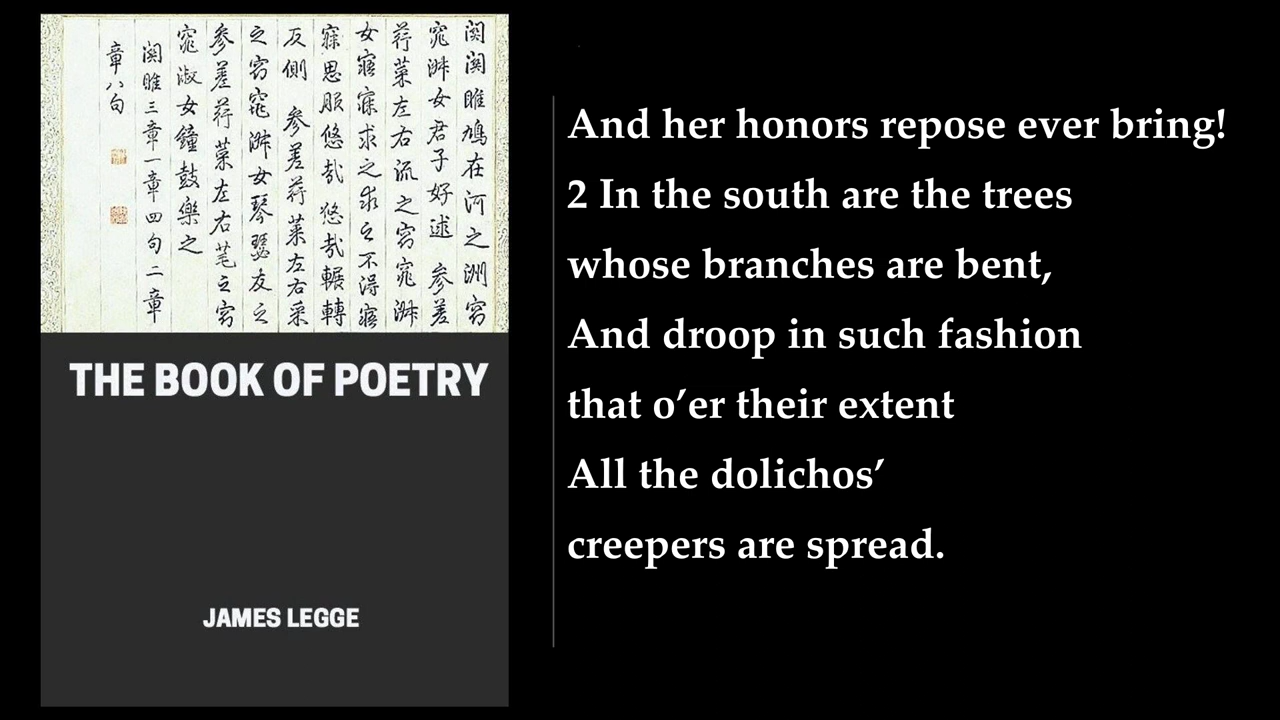 関関雎鳩在河之洲窈
窕淑女君子好逑 参差
荇菜左右流之窈窕淑
女寤寐求之求之不得寤
寐思服悠哉悠哉輾轉
反側 参差荇菜左右采
之窈窕淑女琴瑟友之
参差荇菜左右芼之窈
窕淑女鐘鼓樂之
関雎三章一章四句二章
章八句
THE BOOK OF POETRY
JAMES LEGGE
And her honors repose ever bring!
2 In the south are the trees
whose branches are bent,
And droop in such fashion
that o’er their extent
All the dolichos’
creepers are spread.